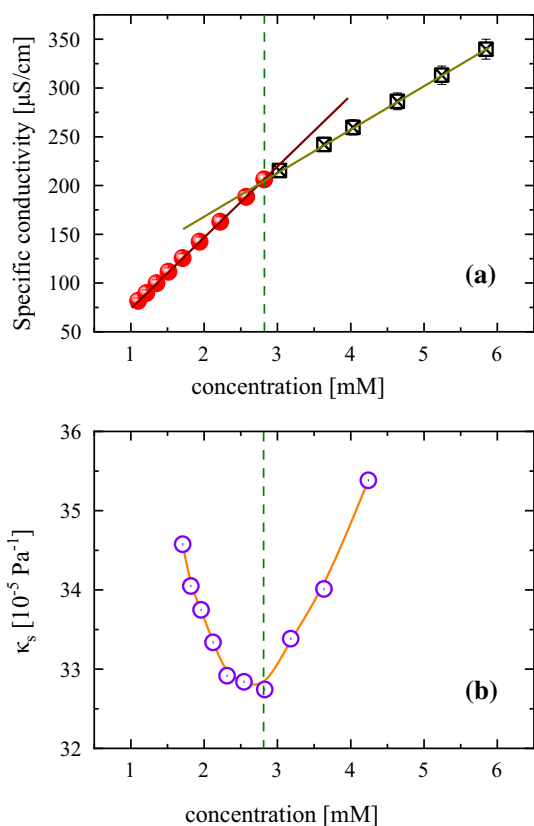 (a)
350
300
250
200
150
100
50
Specific conductivity [µS/cm]
1 2 3 4 5 6
concentration [mM]
36
35
34
33
32
κs [10-5 Pa-1]
(b)
1 2 3 4 5 6
concentration [mM]